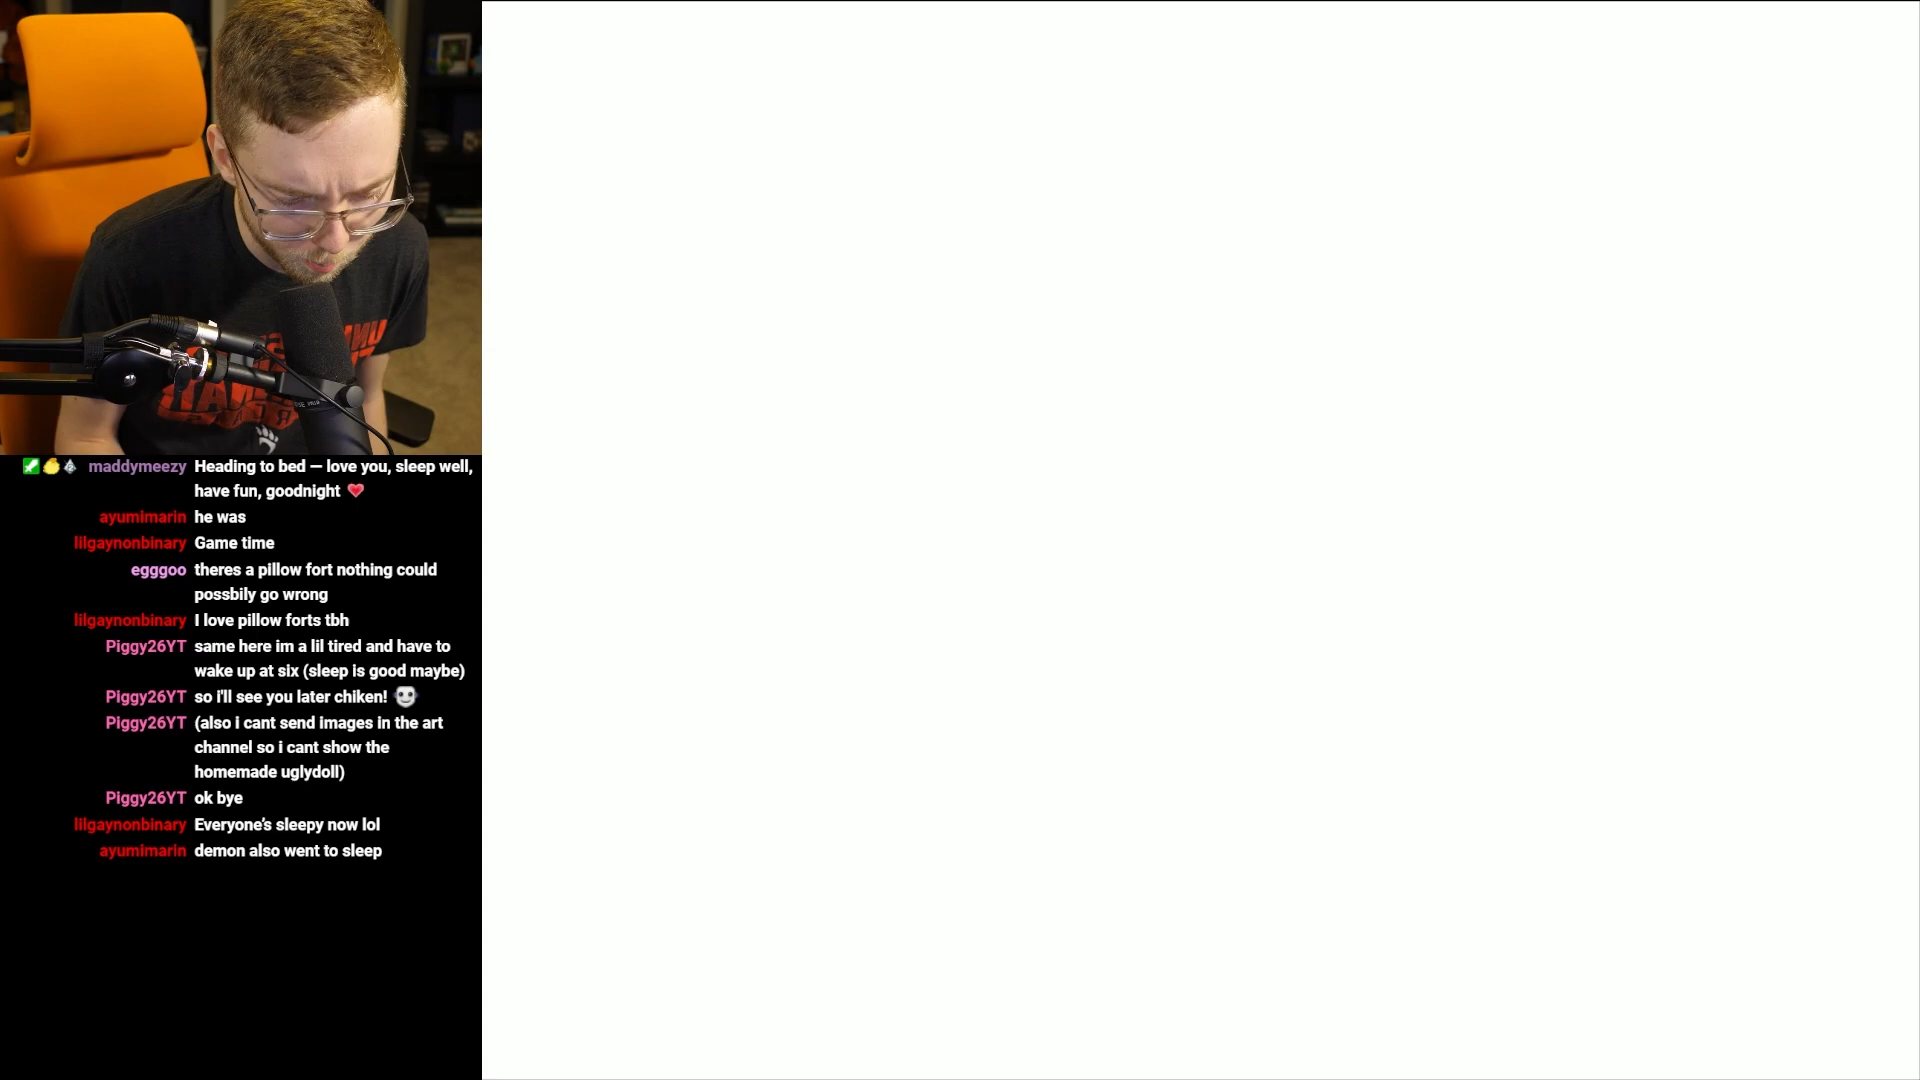 maddymeezy Heading to bed — love you, sleep well,
have fun, goodnight
ayumimarin he was
lilgaynonbinary Game time
egggoo theres a pillow fort nothing could
possbily go wrong
lilgaynonbinary I love pillow forts tbh
Piggy26YT same here im a lil tired and have to
wake up at six (sleep is good maybe)
Piggy26YT so i'll see you later chiken!
Piggy26YT (also i cant send images in the art
channel so i cant show the
homemade uglydoll)
Piggy26YT ok bye
lilgaynonbinary Everyone's sleepy now lol
ayumimarin demon also went to sleep